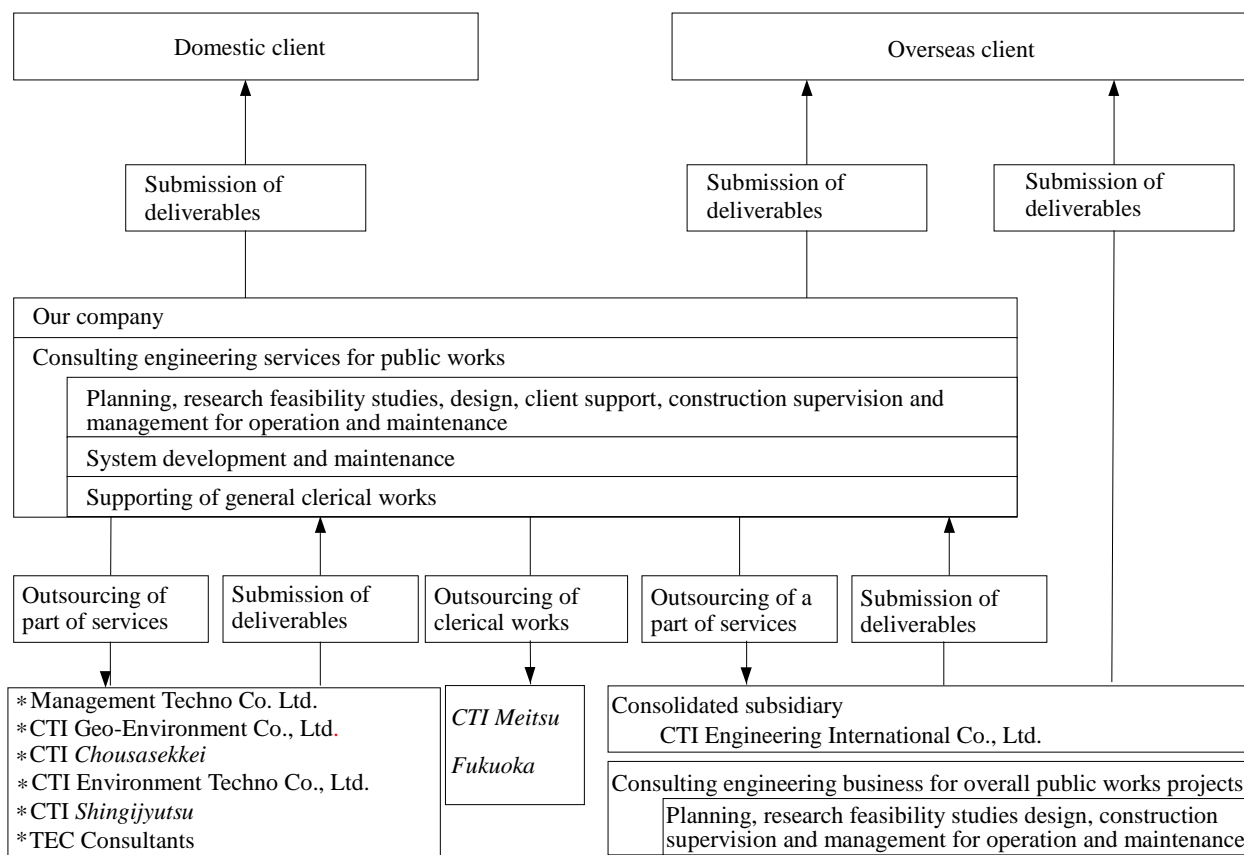 Domestic client
Overseas client
Submission of
deliverables
Submission of
deliverables
Submission of
deliverables
Our company
Consulting engineering services for public works
Planning, research feasibility studies, design, client support, construction supervision and
management for operation and maintenance
System development and maintenance
Supporting of general clerical works
Outsourcing of
part of services
Submission of
deliverables
Outsourcing of
clerical works
Outsourcing of a
part of services
Submission of
deliverables
*Management Techno Co. Ltd.
*CTI Geo-Environment Co., Ltd.
*CTI Chousasekkei
*CTI Environment Techno Co., Ltd.
*CTI Shingijyutsu
*TEC Consultants
CTI Meitsu
Fukuoka
Consolidated subsidiary
CTI Engineering International Co., Ltd.
Consulting engineering business for overall public works projects
Planning, research feasibility studies design, construction
supervision and management for operation and maintenance